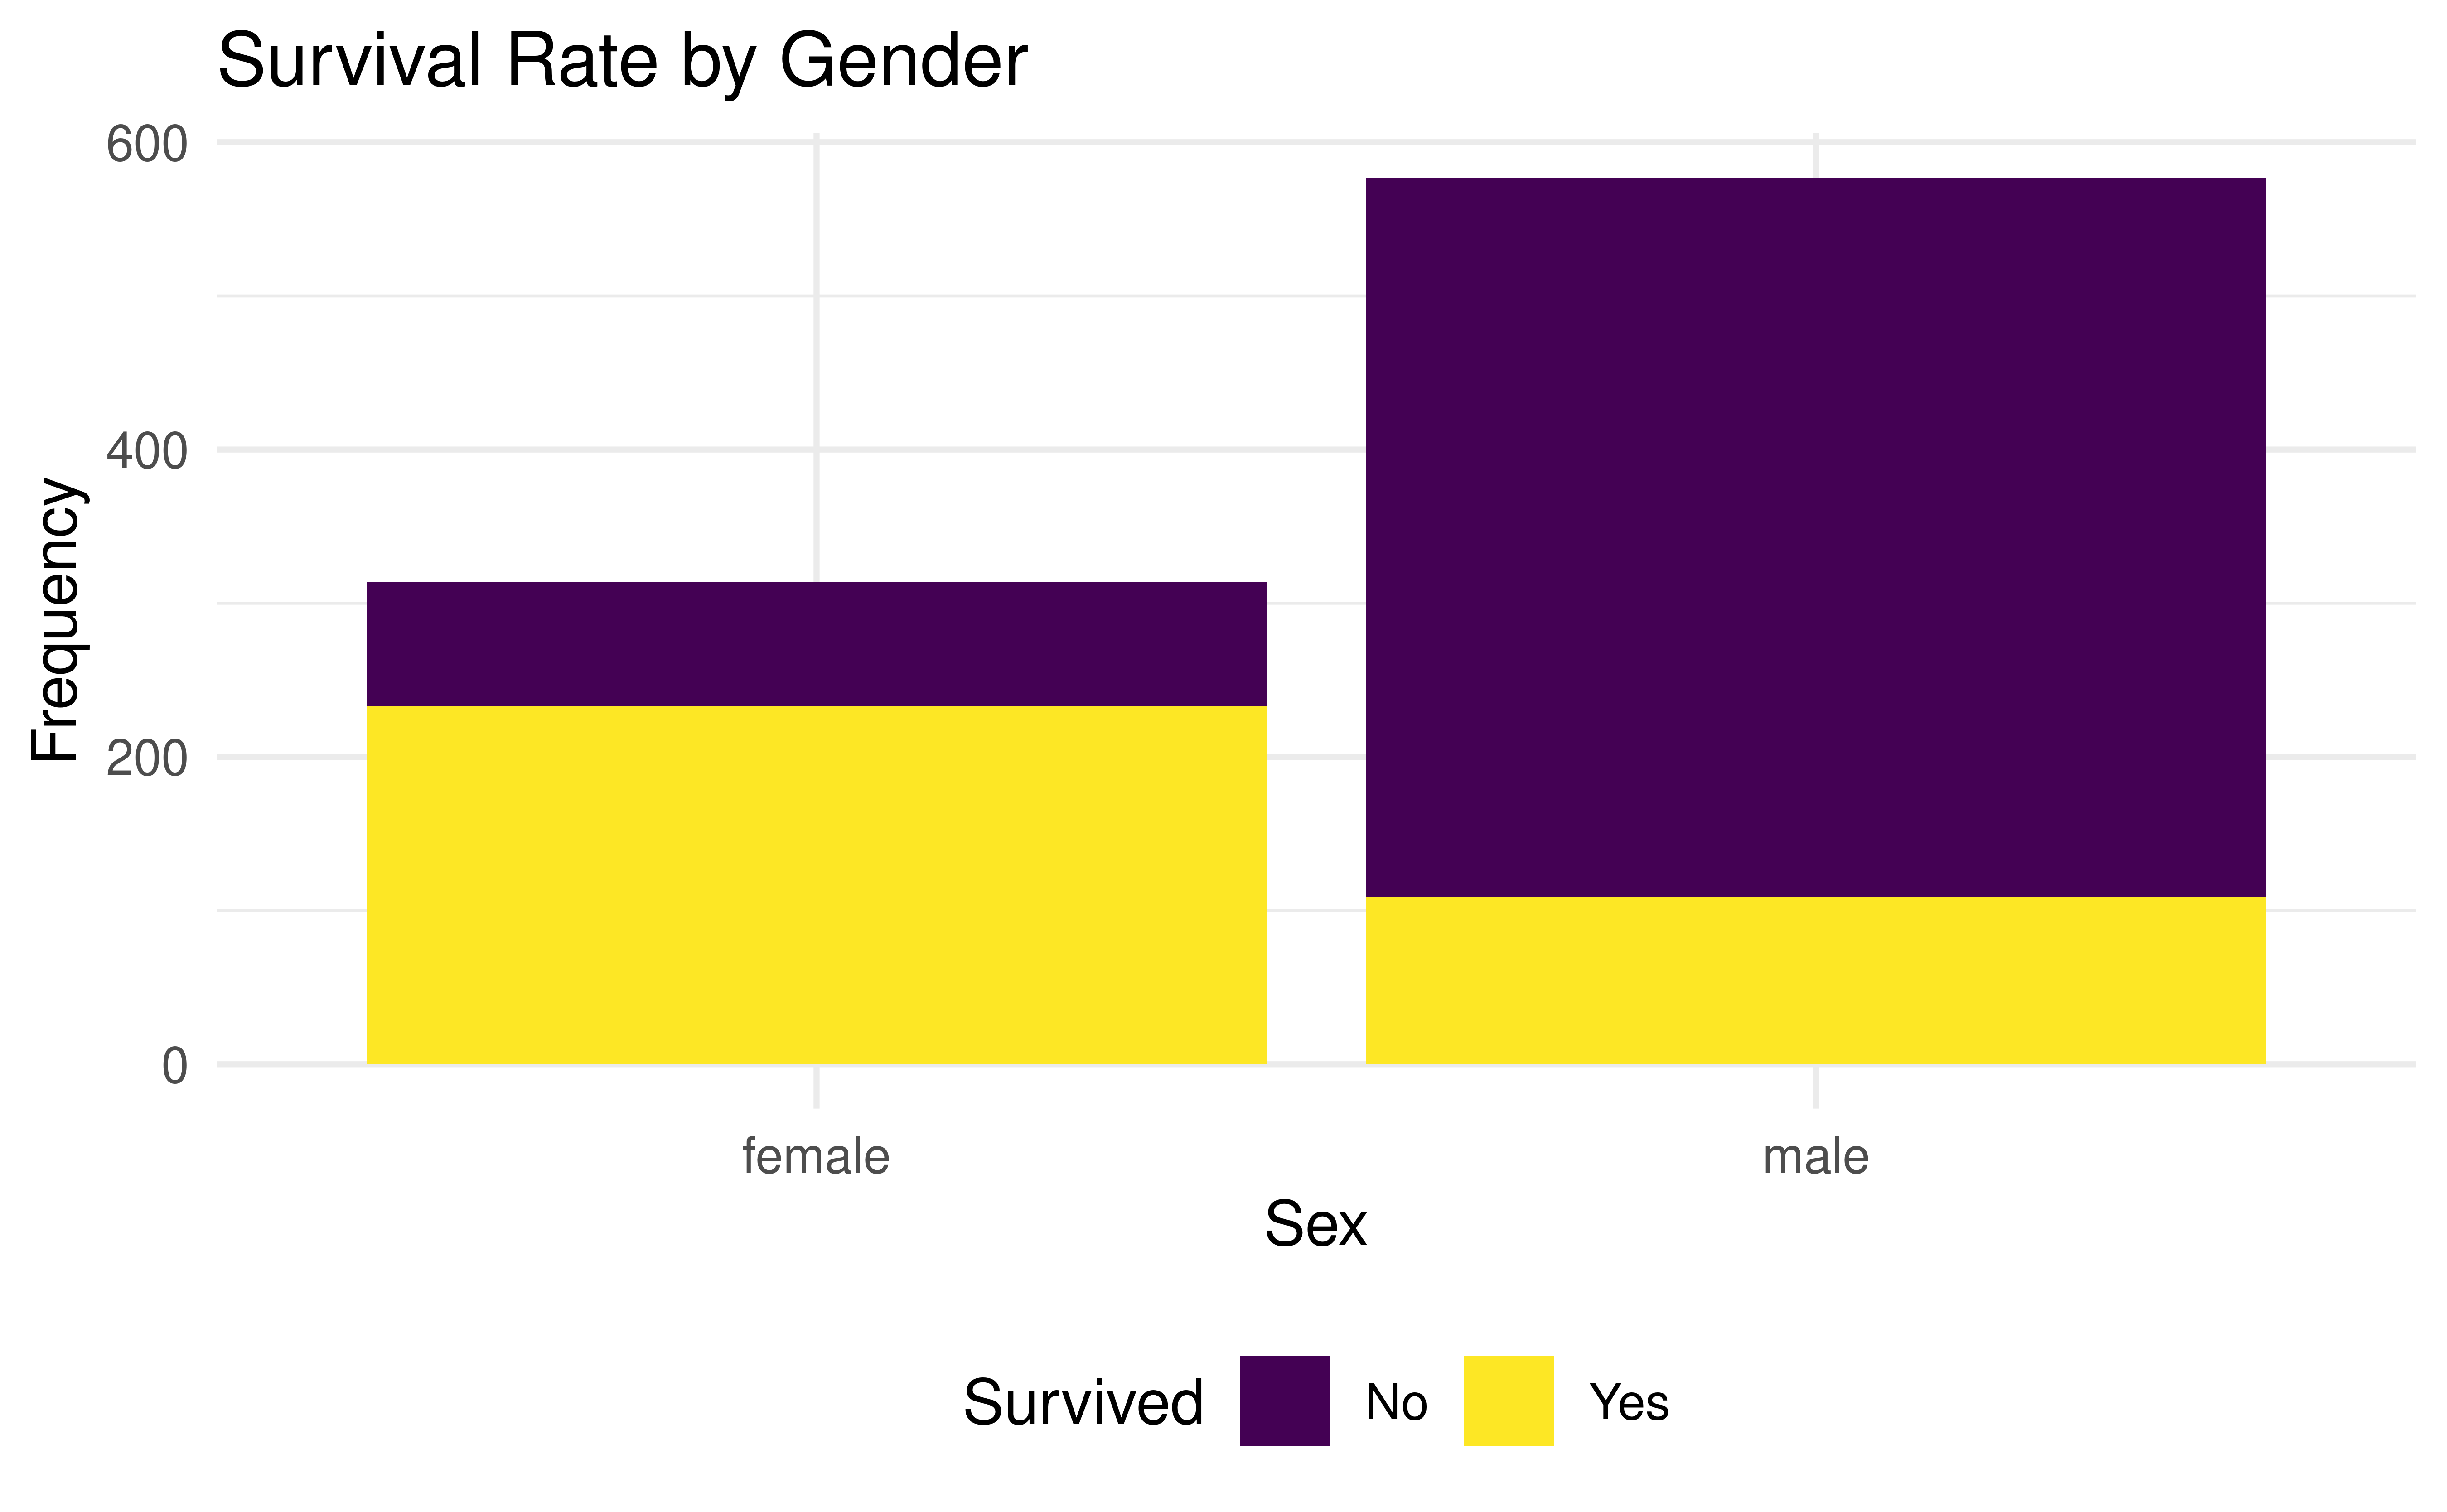 Survival Rate by Gender
600
400
200
0
Frequency
female male
Sex
Survived No Yes